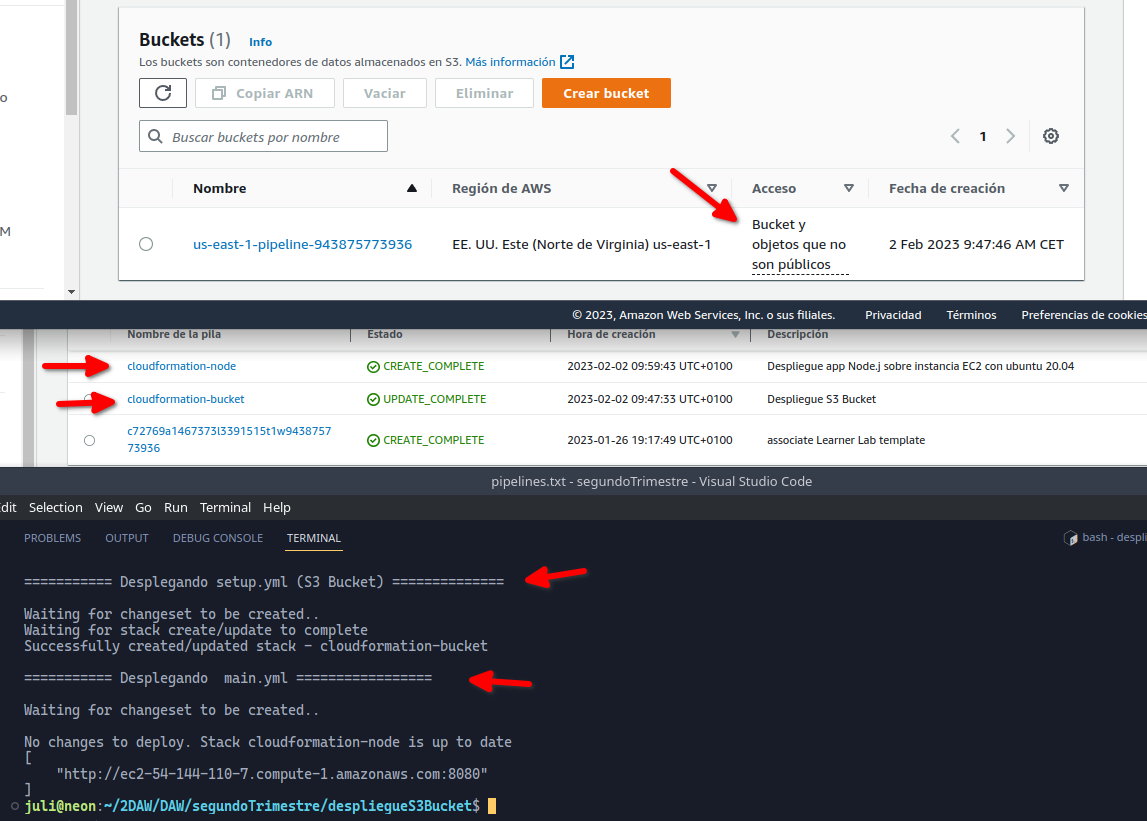 Buckets (1) Info
Los buckets son contenedores de datos almacenados en S3. Más información
Copiar ARN Vaciar Eliminar Crear bucket
o
Buscar buckets por nombre
1
Nombre Región de AWS Acceso Fecha de creación
M
us-east-1-pipeline-943875773936 EE. UU. Este (Norte de Virginia) us-east-1 Bucket y objetos que no son públicos 2 Feb 2023 9:47:46 AM CET
© 2023, Amazon Web Services, Inc. o sus filiales. Privacidad Términos Preferencias de cookies
Nombre de la pila Estado Hora de creación Descripción
cloudformation-node CREATE_COMPLETE 2023-02-02 09:59:43 UTC+0100 Despliegue app Node.j sobre instancia EC2 con ubuntu 20.04
cloudformation-bucket UPDATE_COMPLETE 2023-02-02 09:47:33 UTC+0100 Despliegue S3 Bucket
c72769a1467373l3391515t1w9438757
73936 CREATE_COMPLETE 2023-01-26 19:17:49 UTC+0100 associate Learner Lab template
pipelines.txt - segundoTrimestre - Visual Studio Code
dit Selection View Go Run Terminal Help
PROBLEMS OUTPUT DEBUG CONSOLE TERMINAL bash - despli
=========== Desplegando setup.yml (S3 Bucket) ==============
Waiting for changeset to be created..
Waiting for stack create/update to complete
Successfully created/updated stack - cloudformation-bucket
=========== Desplegando  main.yml =================
Waiting for changeset to be created..
No changes to deploy. Stack cloudformation-node is up to date
[
"http://ec2-54-144-110-7.compute-1.amazonaws.com:8080"
]
juli@neon:~/2DAW/DAW/segundoTrimestre/despliegueS3Bucket$